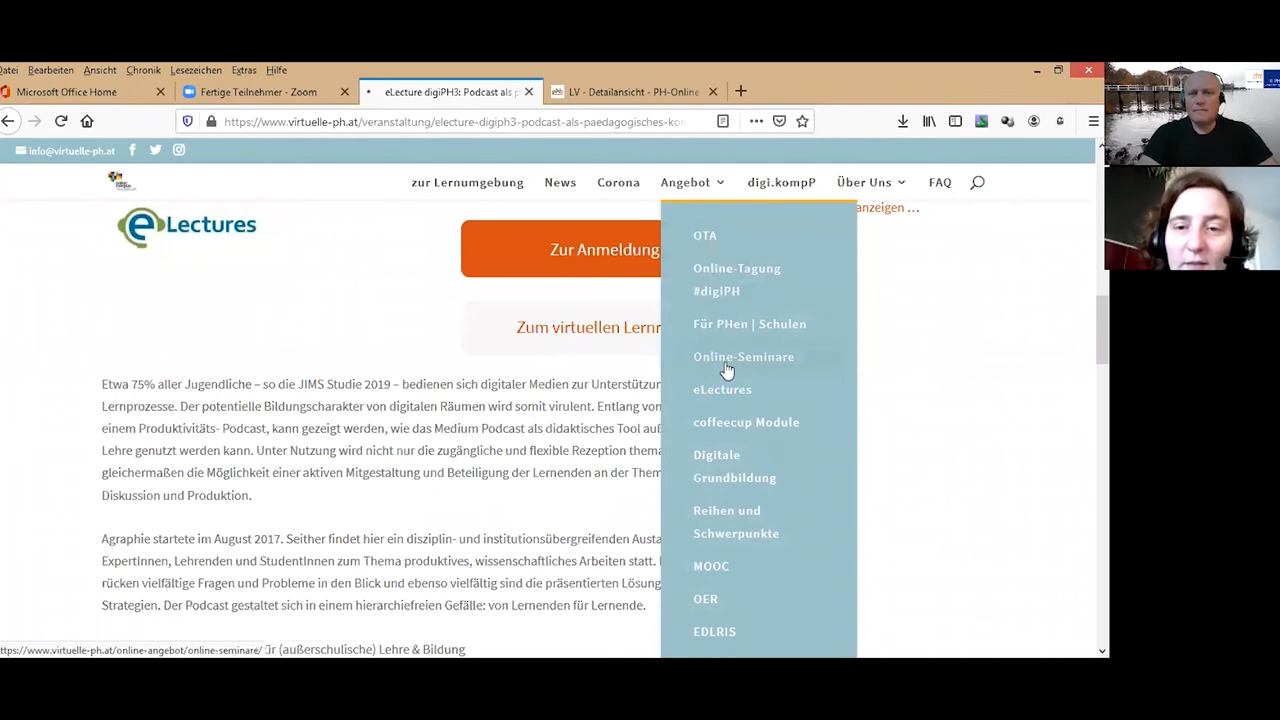 Datei Bearbeiten Ansicht Chronik Lesezeichen Extras Hilfe
Microsoft Office Home
Fertige Teilnehmer - Zoom
eLecture digiPH3: Podcast als p
LV - Detailansicht - PH-Online
https://www.virtuelle-ph.at/veranstaltung/electure-digiph3-podcast-als-paedagogisches-kon
info@virtuelle-ph.at
zur Lernumgebung News Corona Angebot digi.kompP Über Uns FAQ
anzeigen ...
eLectures
Zur Anmeldung
Zum virtuellen Lernr
OTA
Online-Tagung
#digiPH
Für PHen | Schulen
Online-Seminare
eLectures
coffeecup Module
Digitale
Grundbildung
Reihen und
Schwerpunkte
MOOC
OER
EDLRIS
Etwa 75% aller Jugendliche – so die JIMS Studie 2019 – bedienen sich digitaler Medien zur Unterstützu
Lernprozesse. Der potentielle Bildungscharakter von digitalen Räumen wird somit virulent. Entlang von
einem Produktivitäts- Podcast, kann gezeigt werden, wie das Medium Podcast als didaktisches Tool auß
Lehre genutzt werden kann. Unter Nutzung wird nicht nur die zugängliche und flexible Rezeption thema
gleichermaßen die Möglichkeit einer aktiven Mitgestaltung und Beteiligung der Lernenden an der Them
Diskussion und Produktion.
Agraphie startete im August 2017. Seither findet hier ein disziplin- und institutionsübergreifenden Austa
ExpertInnen, Lehrenden und StudentInnen zum Thema produktives, wissenschaftliches Arbeiten statt.
rücken vielfältige Fragen und Probleme in den Blick und ebenso vielfältig sind die präsentierten Lösung
Strategien. Der Podcast gestaltet sich in einem hierarchiefreien Gefälle: von Lernenden für Lernende.
ür (außerschulische) Lehre & Bildung
https://www.virtuelle-ph.at/online-angebot/online-seminare/